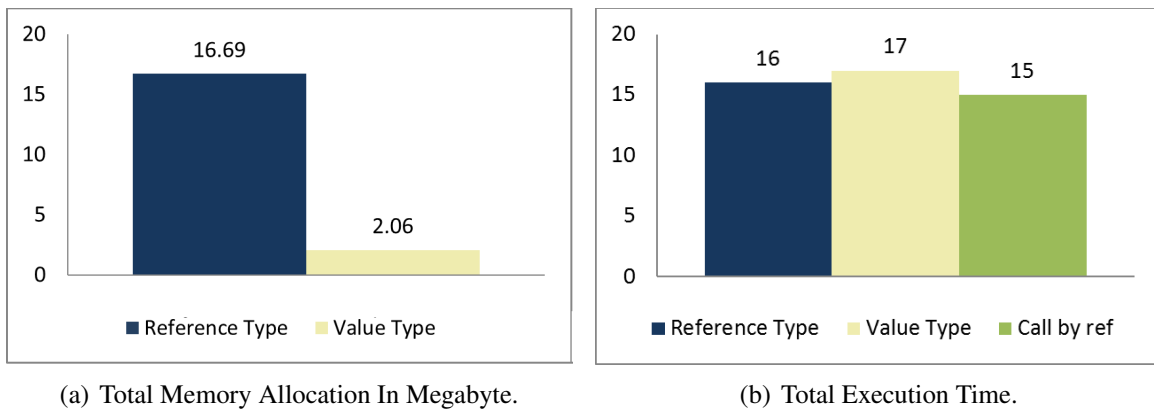 20
16.69
15
10
5
2.06
0
Reference Type Value Type
(a) Total Memory Allocation In Megabyte.
20
16 17 15
15
10
5
0
Reference Type Value Type Call by ref
(b) Total Execution Time.